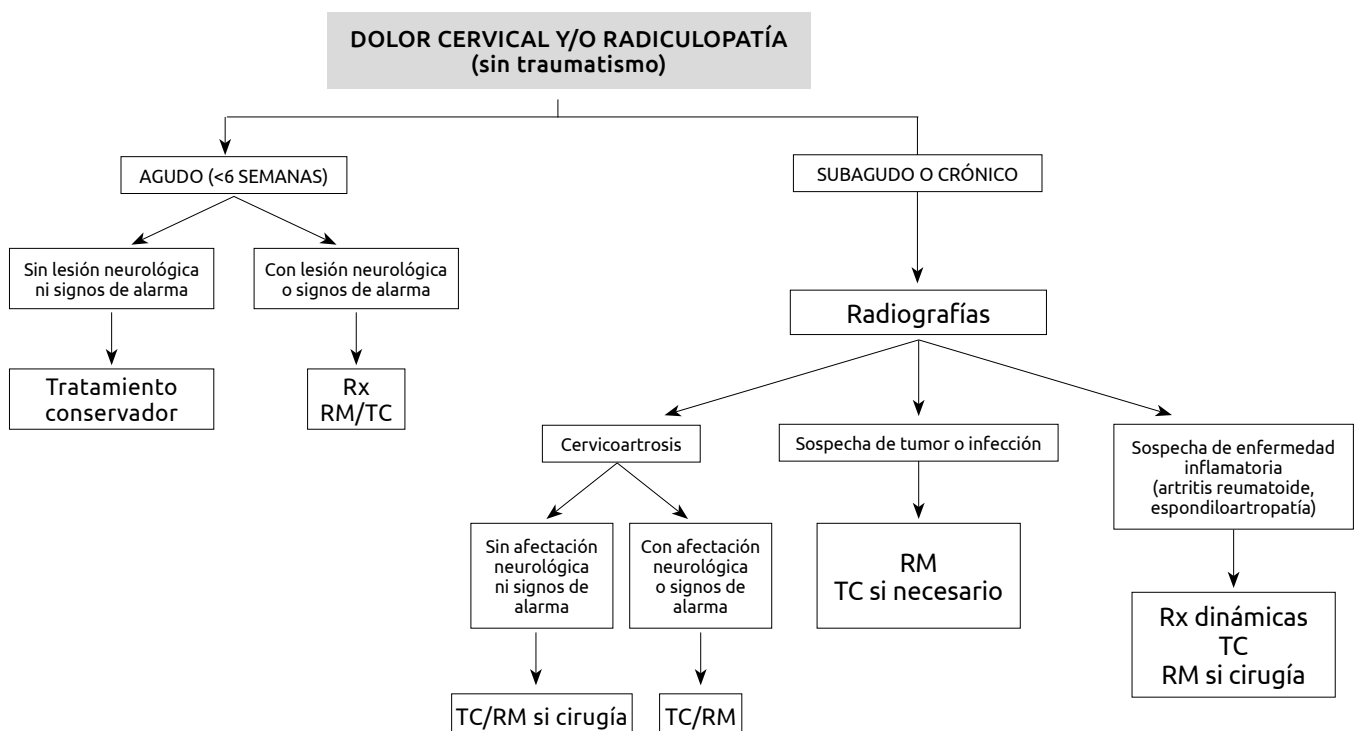 DOLOR CERVICAL Y/O RADICULOPATÍA
(sin traumatismo)
AGUDO (<6 SEMANAS)
SUBAGUDO O CRÓNICO
Sin lesión neurológica
ni signos de alarma
Con lesión neurológica
o signos de alarma
Radiografías
Tratamiento
conservador
Rx
RM/TC
Cervicoartrosis
Sospecha de tumor o infección
Sospecha de enfermedad
inflamatoria
(artritis reumatoide,
espondiloartropatía)
Sin afectación
neurológica
ni signos de
alarma
Con afectación
neurológica
o signos de
alarma
RM
TC si necesario
Rx dinámicas
TC
RM si cirugía
TC/RM si cirugía
TC/RM